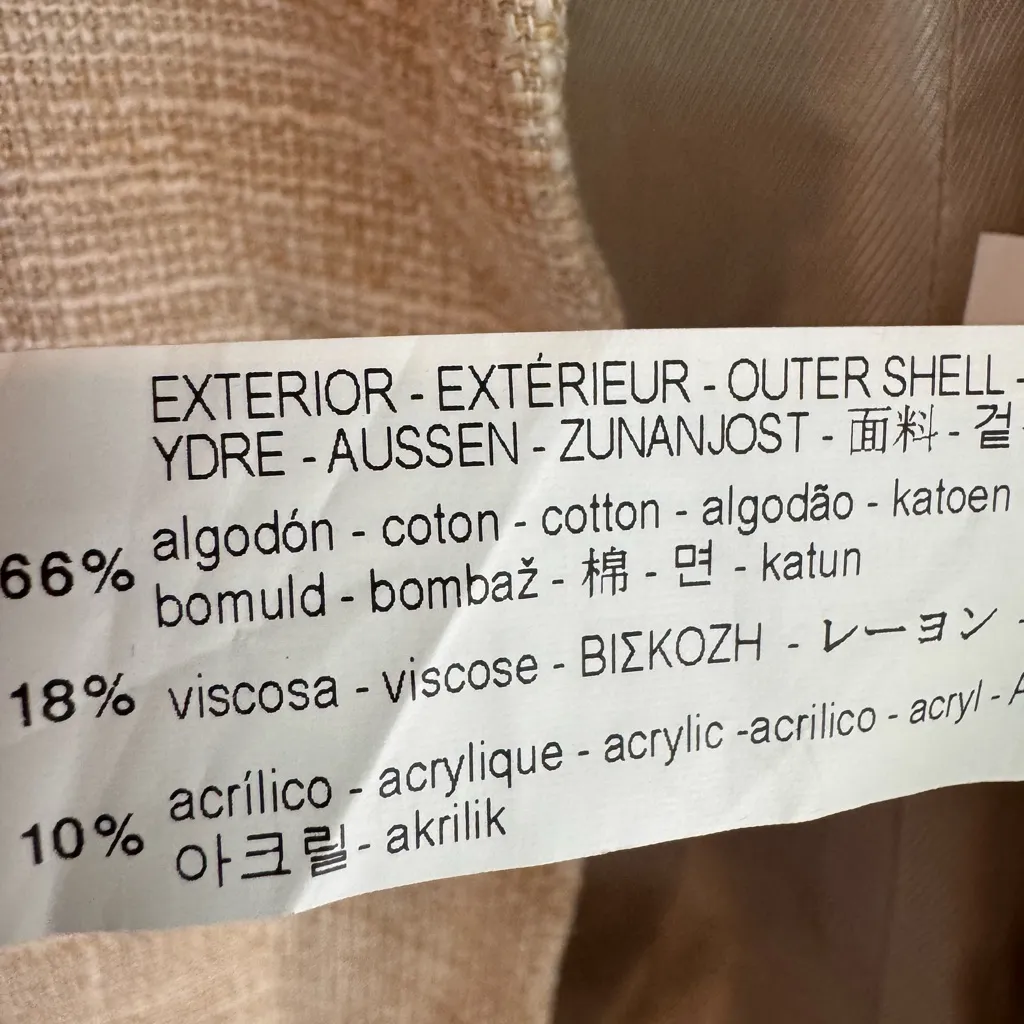 EXTERIOR - EXTÉRIEUR - OUTER SHELL -
YDRE - AUSSEN - ZUNANJOST - 面料 - 겉 -
66% algodón - coton - cotton - algodão - katoen
bomuld - bombaž - 棉 - 면 - katun
18% viscosa - viscose - ΒΙΣΚΟΖΗ - レーヨン -
10% acrílico - acrylique - acrylic -acrilico - acryl -
아크릴 - akrilik